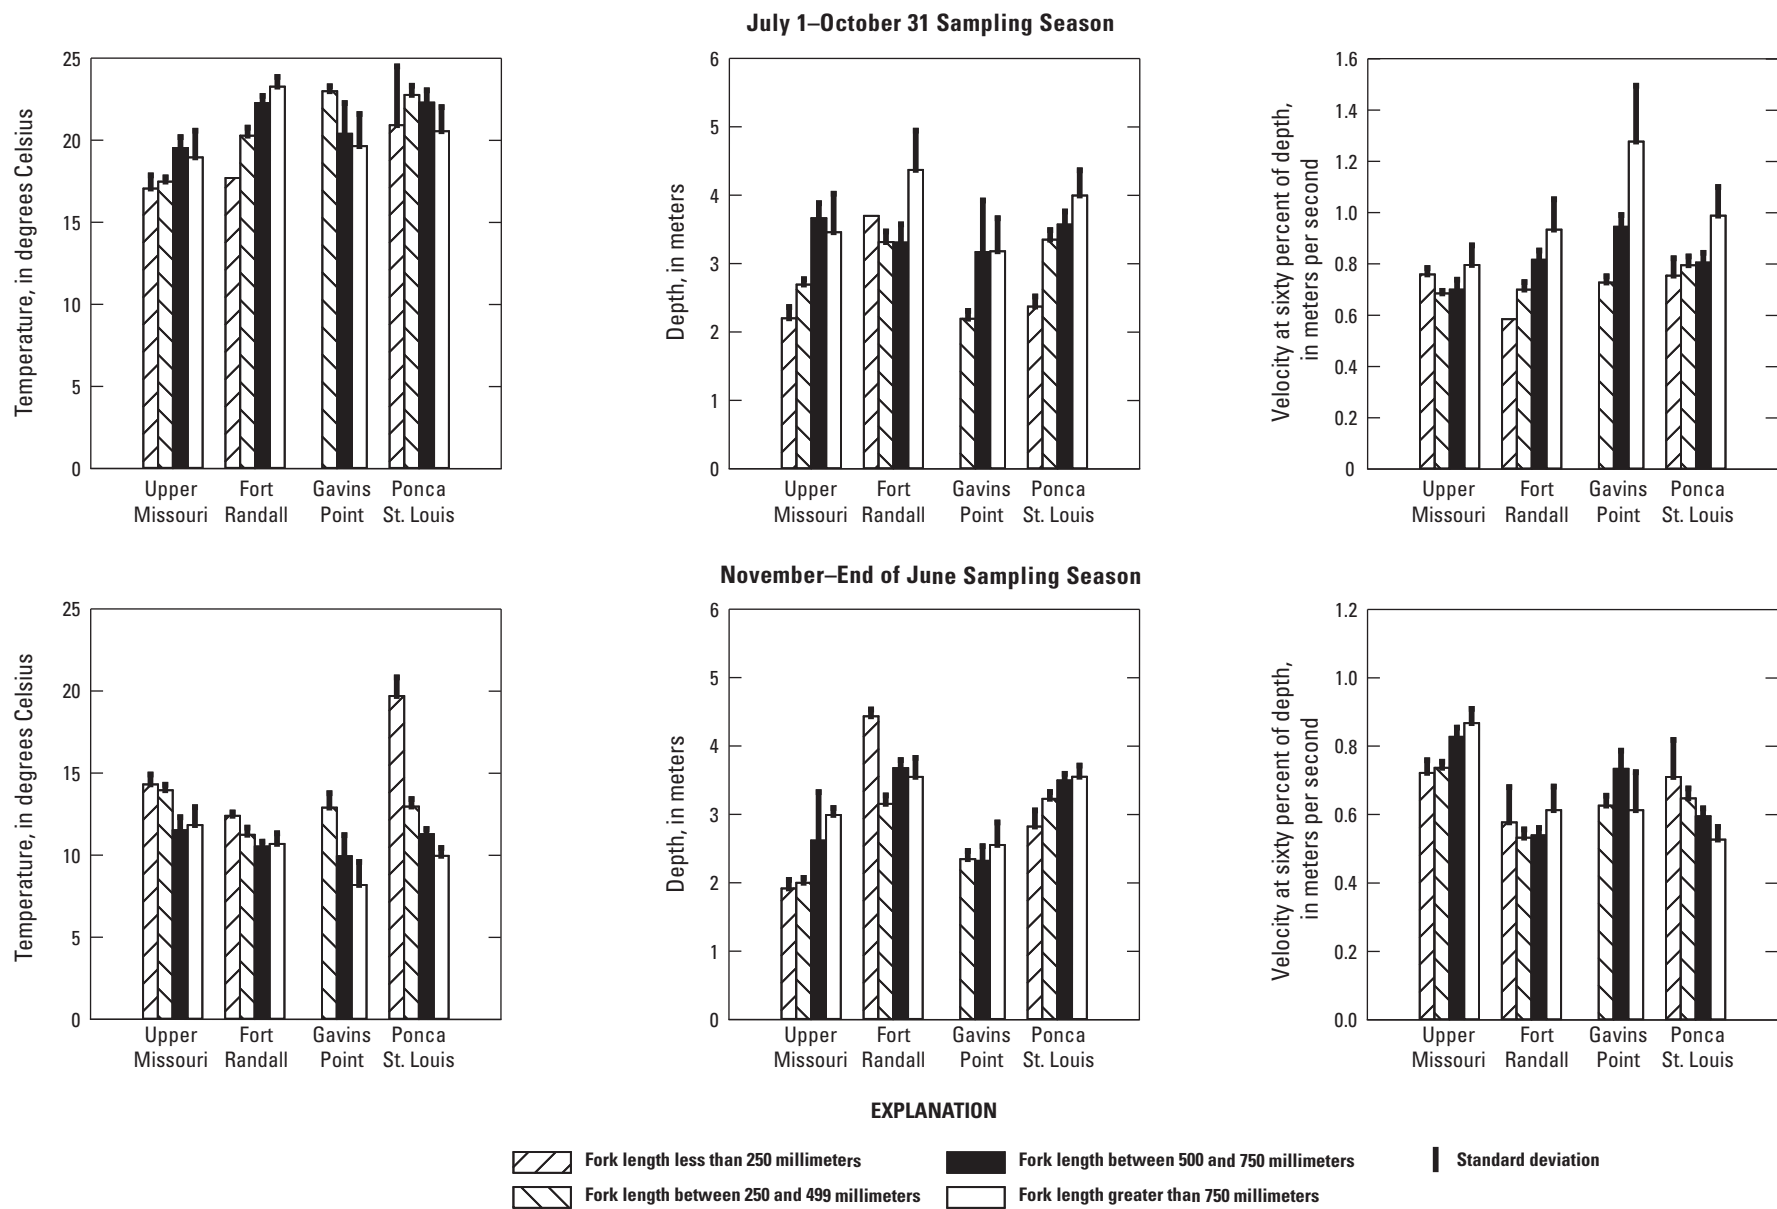 July 1–October 31 Sampling Season
Temperature, in degrees Celsius
25
20
15
10
5
0
Upper Missouri
Fort Randall
Gavins Point
Ponca St. Louis
Depth, in meters
6
5
4
3
2
1
0
Upper Missouri
Fort Randall
Gavins Point
Ponca St. Louis
Velocity at sixty percent of depth,
in meters per second
1.6
1.4
1.2
1.0
0.8
0.6
0.4
0.2
0
Upper Missouri
Fort Randall
Gavins Point
Ponca St. Louis
November–End of June Sampling Season
Temperature, in degrees Celsius
25
20
15
10
5
0
Upper Missouri
Fort Randall
Gavins Point
Ponca St. Louis
Depth, in meters
6
5
4
3
2
1
0
Upper Missouri
Fort Randall
Gavins Point
Ponca St. Louis
Velocity at sixty percent of depth,
in meters per second
1.2
1.0
0.8
0.6
0.4
0.2
0.0
Upper Missouri
Fort Randall
Gavins Point
Ponca St. Louis
EXPLANATION
Fork length less than 250 millimeters
Fork length between 250 and 499 millimeters
Fork length between 500 and 750 millimeters
Fork length greater than 750 millimeters
Standard deviation